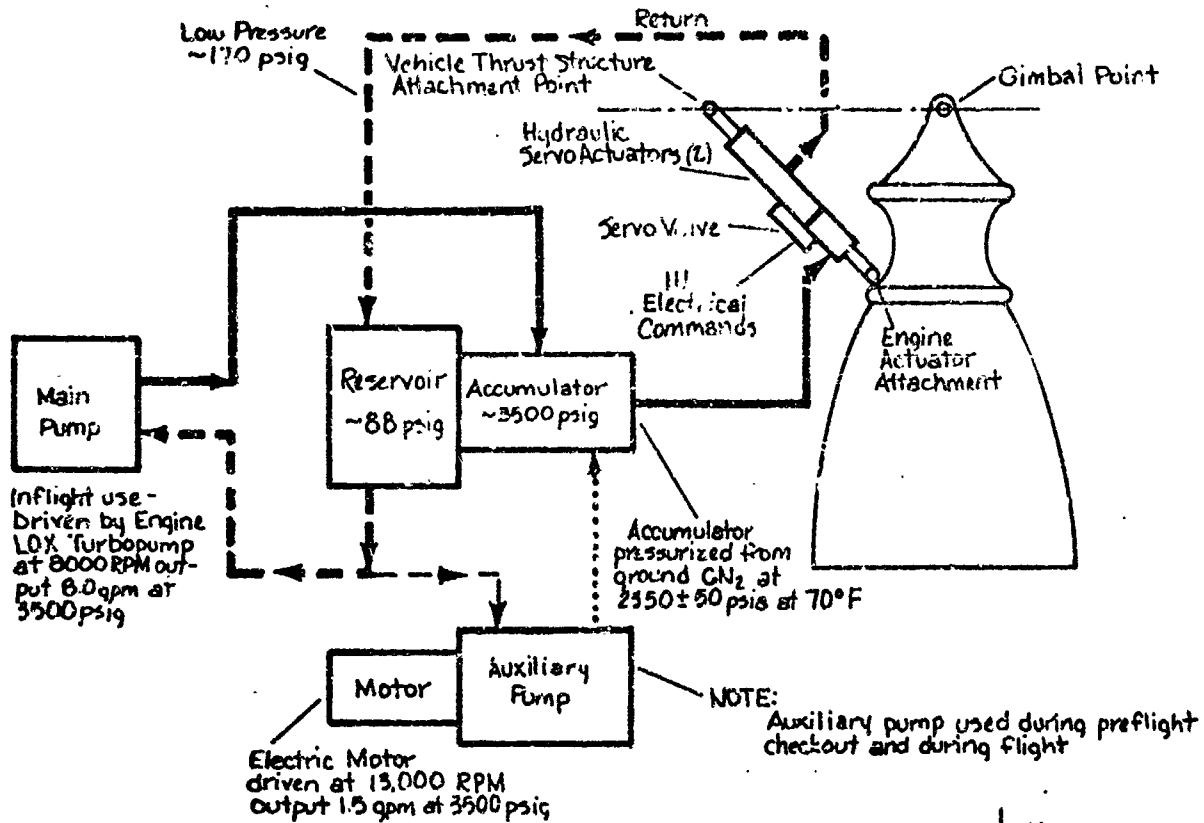 Return
Low Pressure
~170 psig
Vehicle Thrust Structure
Attachment Point
Gimbal Point
Hydraulic
Servo Actuators (2)
Servo
Electrical
Commands
Engine
Actuator
Attachment
Main
Pump
Reservoir
~88 psig
Accumulator
~3500 psig
Inflight use -
Driven by Engine
LOX Turbopump
at 8000 RPM out-
put 8.0 gpm at
3500 psig
Accumulator
pressurized from
ground GN₂ at
2350 ± 50 psia at 70°F
Motor
Auxiliary
Pump
NOTE:
Auxiliary pump used during preflight
checkout and during flight
Electric Motor
driven at 13,000 RPM
output 1.5 gpm at 3500 psig